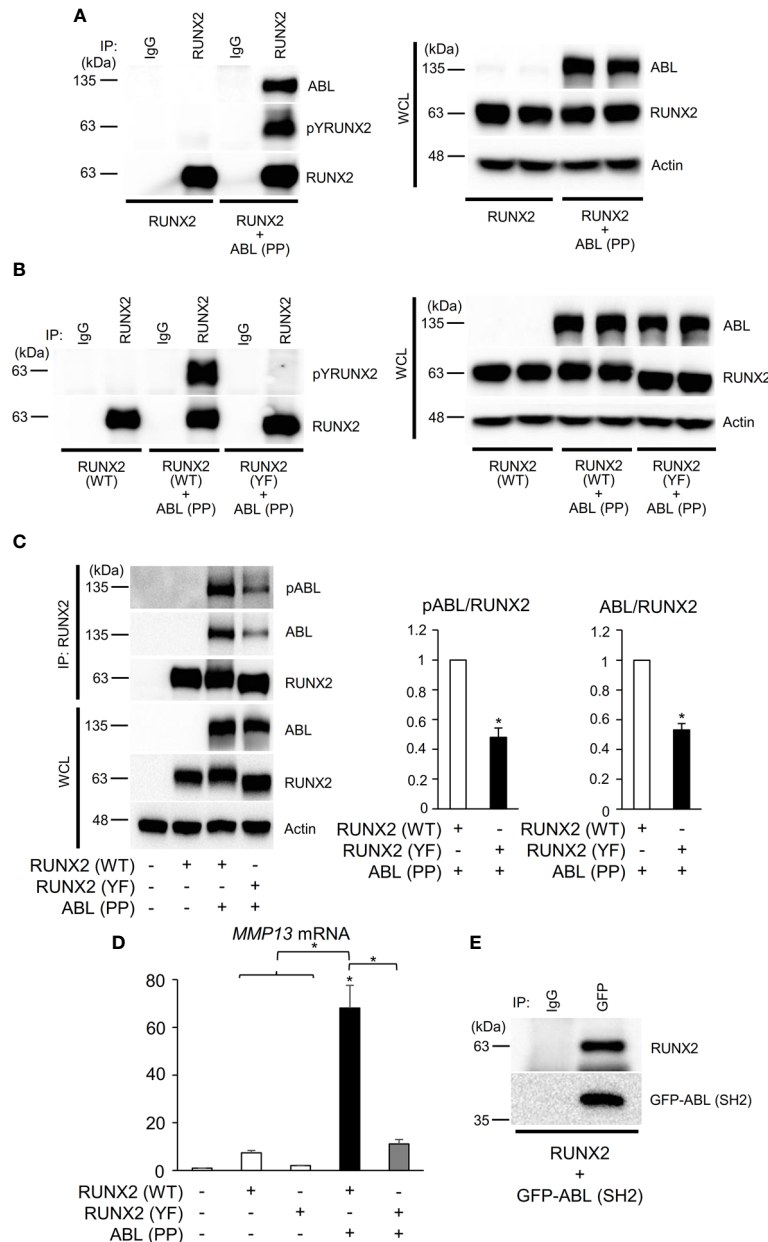 A
IP:
IgG
RUNX2
IgG
RUNX2
(kDa)
135
ABL
63
pYRUNX2
63
RUNX2
RUNX2
RUNX2
+
ABL (PP)
WCL
(kDa)
135
ABL
63
RUNX2
48
Actin
RUNX2
RUNX2
+
ABL (PP)
B
IP:
IgG
RUNX2
IgG
RUNX2
IgG
RUNX2
(kDa)
63
pYRUNX2
63
RUNX2
RUNX2
(WT)
RUNX2
(WT)
+
ABL (PP)
RUNX2
(YF)
+
ABL (PP)
WCL
(kDa)
135
ABL
63
RUNX2
48
Actin
RUNX2
(WT)
RUNX2
(WT)
+
ABL (PP)
RUNX2
(YF)
+
ABL (PP)
C
IP: RUNX2
(kDa)
135
pABL
135
ABL
63
RUNX2
WCL
135
ABL
63
RUNX2
48
Actin
RUNX2 (WT) - + + -
RUNX2 (YF) - - - +
ABL (PP) - - + +
pABL/RUNX2
1.2
1
0.8
0.6
0.4
0.2
0
*
RUNX2 (WT) + -
RUNX2 (YF) - +
ABL (PP) + +
ABL/RUNX2
1.2
1
0.8
0.6
0.4
0.2
0
*
RUNX2 (WT) + -
RUNX2 (YF) - +
ABL (PP) + +
D
MMP13 mRNA
80
60
40
20
0
*
*
*
RUNX2 (WT) - + - + -
RUNX2 (YF) - - + - +
ABL (PP) - - - + +
E
IP:
IgG
GFP
(kDa)
63
RUNX2
35
GFP-ABL (SH2)
RUNX2
+
GFP-ABL (SH2)